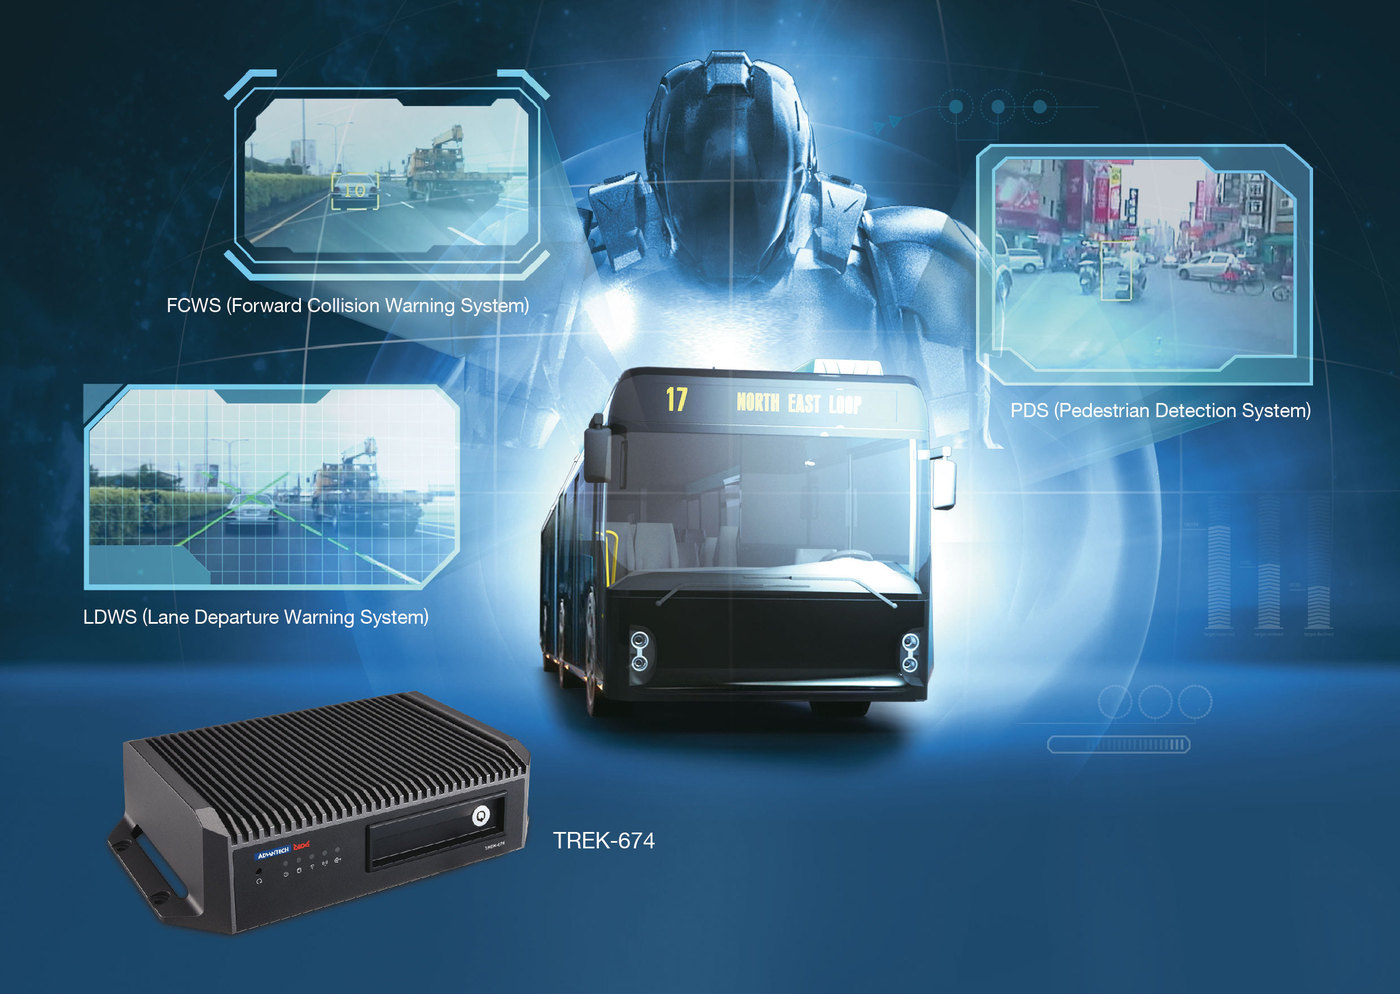 10
FCWS (Forward Collision Warning System)
PDS (Pedestrian Detection System)
17 NORTH EAST LOOP
LDWS (Lane Departure Warning System)
TREK-674
ADVANTECH
TREK-674